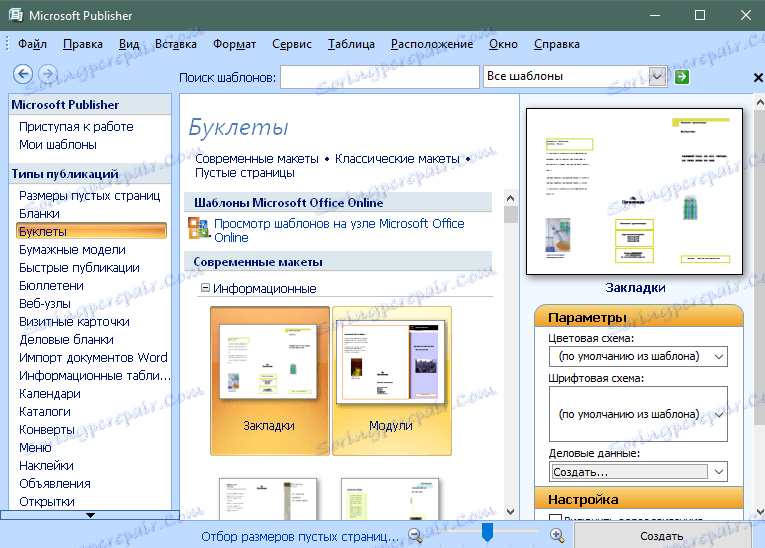 Microsoft Publisher
Файл Правка Вид Вставка Формат Сервис Таблица Расположение Окно Справка
Поиск шаблонов:
Все шаблоны
Microsoft Publisher
Приступая к работе
Мои шаблоны
Типы публикаций
Размеры пустых страниц
Бланки
Буклеты
Бумажные модели
Быстрые публикации
Бюллетени
Веб-узлы
Визитные карточки
Деловые бланки
Импорт документов Word
Информационные табли...
Календари
Каталоги
Конверты
Меню
Наклейки
Объявления
Открытки
Буклеты
Современные макеты • Классические макеты •
Пустые страницы
Шаблоны Microsoft Office Online
Просмотр шаблонов на узле Microsoft Office
Online
Современные макеты
Информационные
Закладки
Модули
Закладки
Параметры
Цветовая схема:
(по умолчанию из шаблона)
Шрифтовая схема:
(по умолчанию из шаблона)
Деловые данные:
Создать...
Настройка
Отбор размеров пустых страниц...
Создать
Soringpcrepair.com